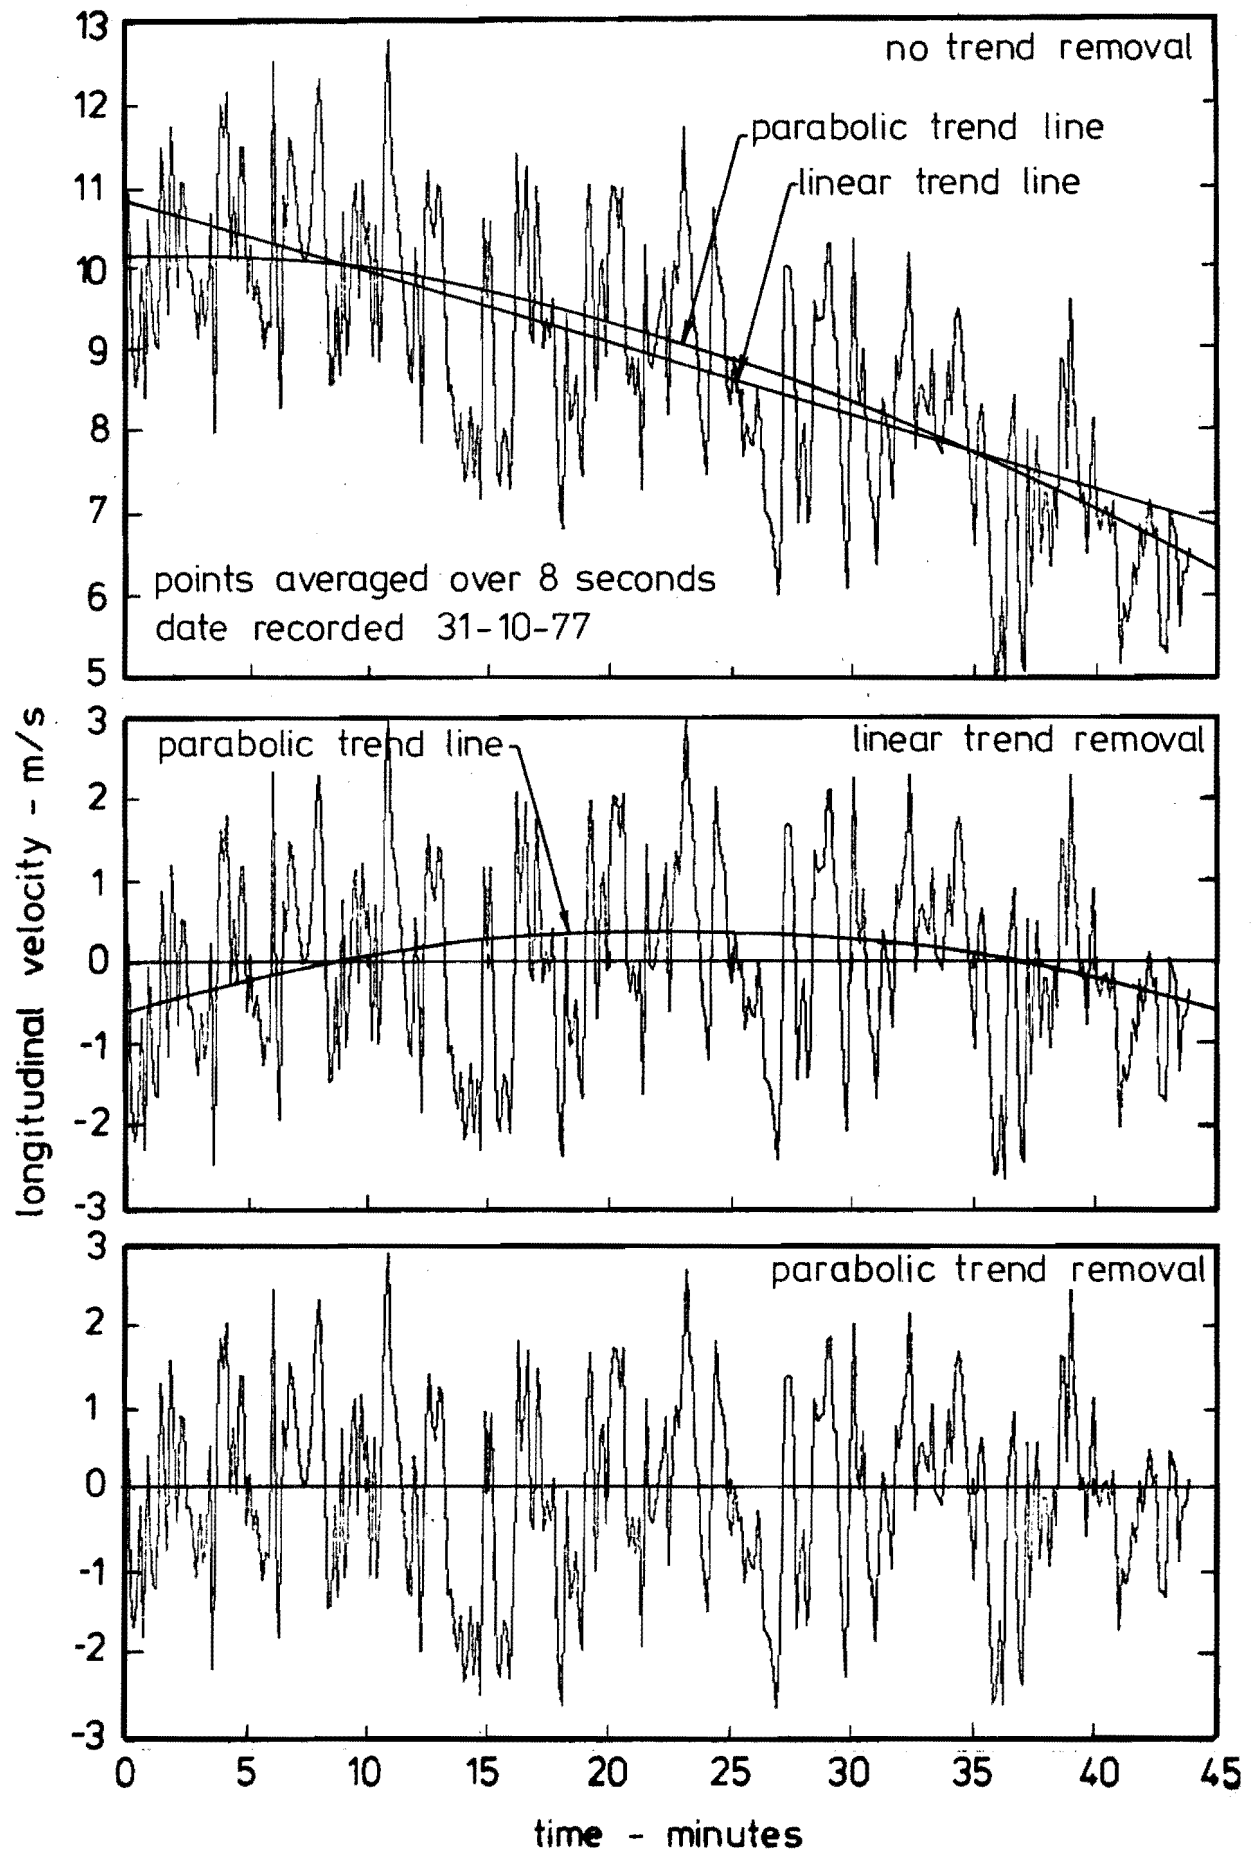 13
12
11
10
9
8
7
6
5
no trend removal
parabolic trend line
linear trend line
points averaged over 8 seconds
date recorded 31-10-77
longitudinal velocity - m/s
3
2
1
0
-1
-2
-3
parabolic trend line
linear trend removal
3
2
1
0
-1
-2
-3
parabolic trend removal
0 5 10 15 20 25 30 35 40 45
time - minutes